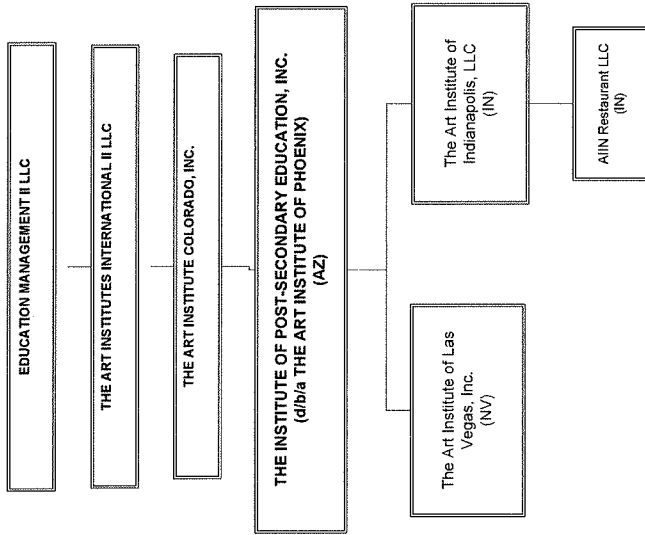 EDUCATION MANAGEMENT II LLC
THE ART INSTITUTES INTERNATIONAL II LLC
THE ART INSTITUTE COLORADO, INC.
THE INSTITUTE OF POST-SECONDARY EDUCATION, INC.
(d/b/a THE ART INSTITUTE OF PHOENIX)
(AZ)
The Art Institute of Las
Vegas, Inc.
(NV)
The Art Institute of
Indianapolis, LLC
(IN)
AIIN Restaurant LLC
(IN)